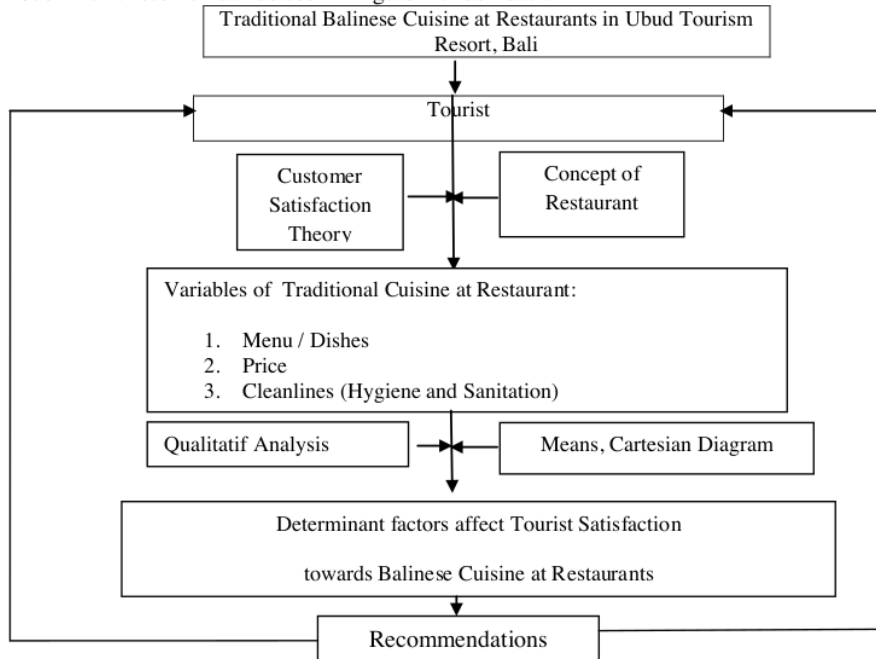 Traditional Balinese Cuisine at Restaurants in Ubud Tourism
Resort, Bali
Tourist
Customer
Satisfaction
Theory
Concept of
Restaurant
Variables of Traditional Cuisine at Restaurant:
1. Menu / Dishes
2. Price
3. Cleanlines (Hygiene and Sanitation)
Qualitatif Analysis
Means, Cartesian Diagram
Determinant factors affect Tourist Satisfaction
towards Balinese Cuisine at Restaurants
Recommendations